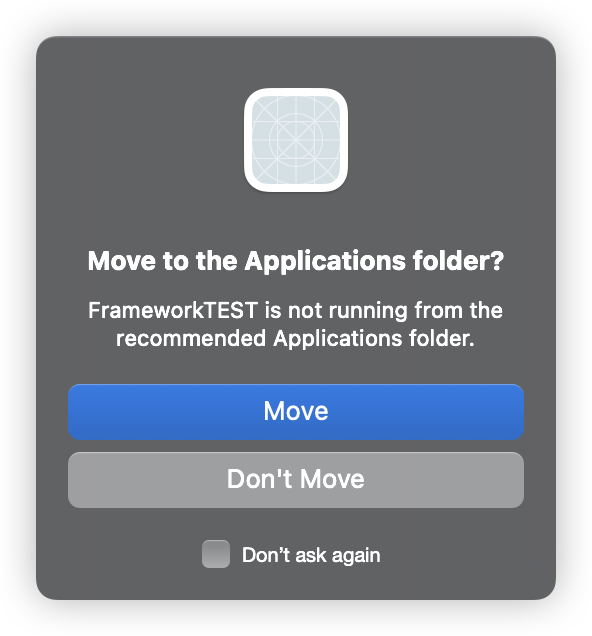 Move to the Applications folder?
FrameworkTEST is not running from the
recommended Applications folder.
Move
Don't Move
Don’t ask again